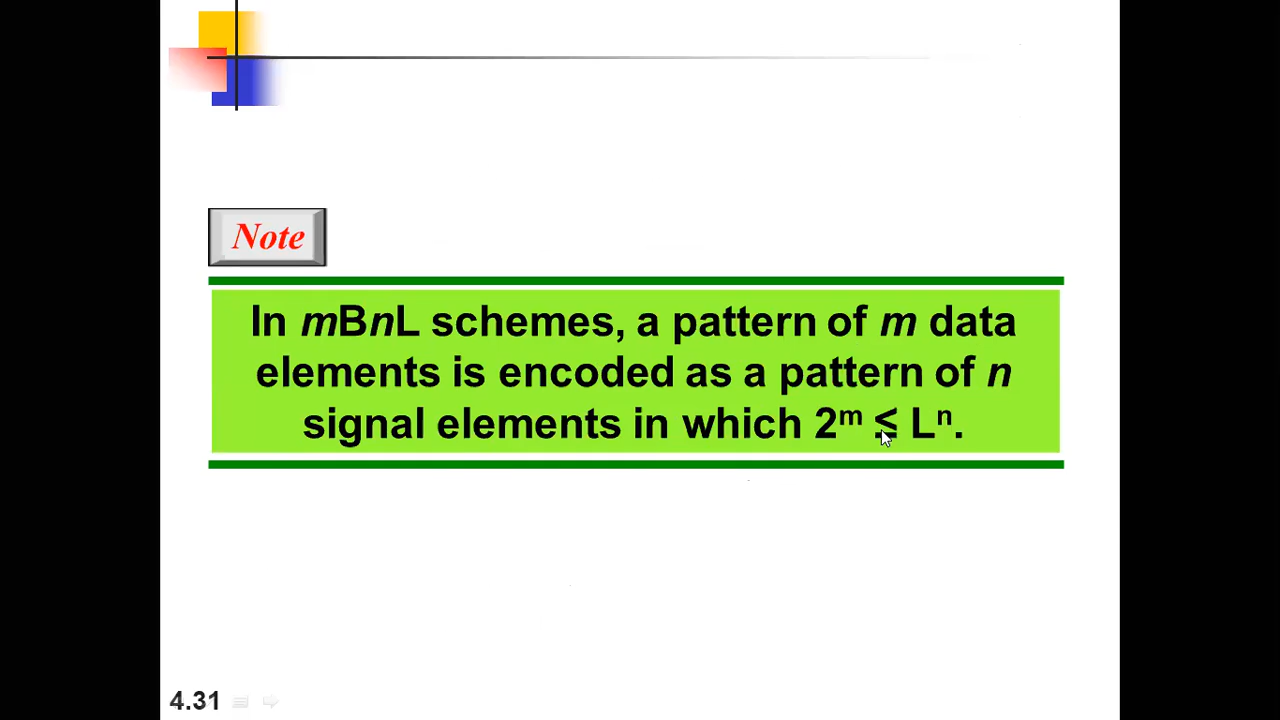 Note
In mBnL schemes, a pattern of m data
elements is encoded as a pattern of n
signal elements in which 2ᵐ ≤ Lⁿ.
4.31